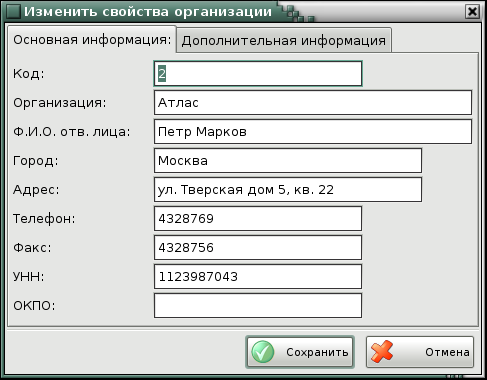 Изменить свойства организации
Основная информация: Дополнительная информация
Код: 2
Организация: Атлас
Ф.И.О. отв. лица: Петр Марков
Город: Москва
Адрес: ул. Тверская дом 5, кв. 22
Телефон: 4328769
Факс: 4328756
УНН: 1123987043
ОКПО:
Сохранить Отмена